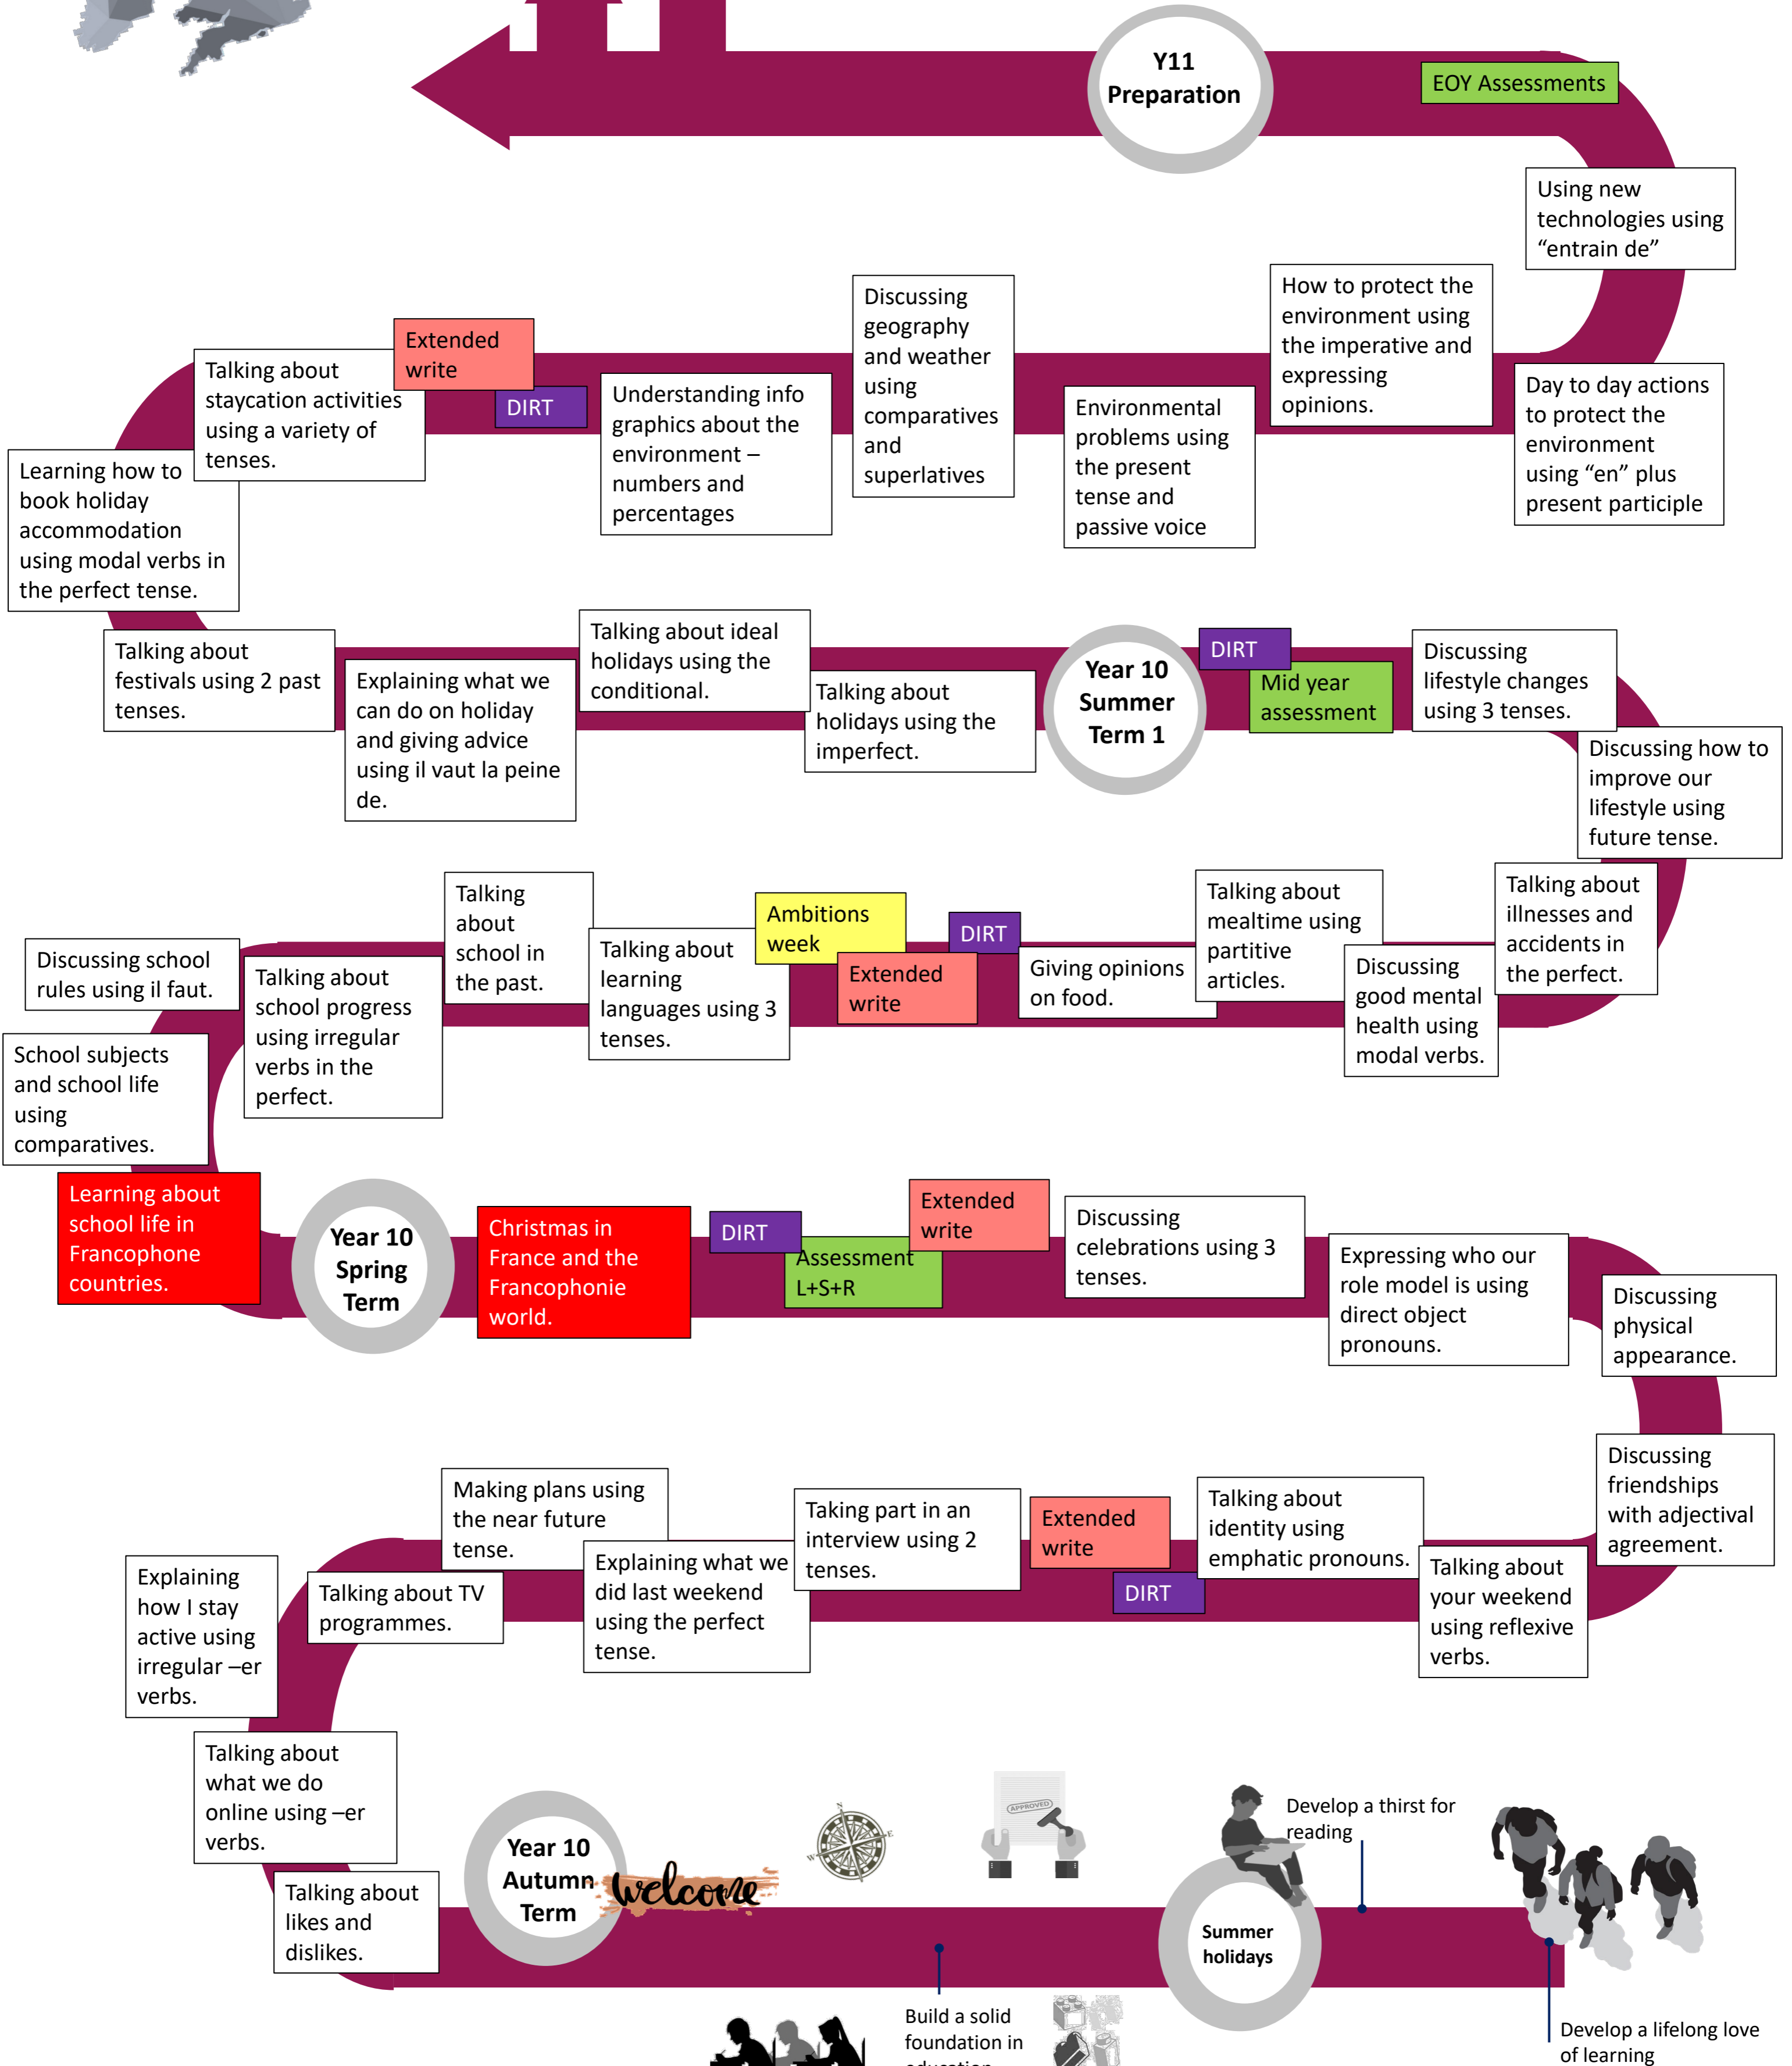 Y11
Preparation
EOY Assessments
Using new
technologies using
“entrain de”
How to protect the
environment using
the imperative and
expressing
opinions.
Discussing
geography
and weather
using
comparatives
and
superlatives
Extended
write
Talking about
staycation activities
using a variety of
tenses.
DIRT
Understanding info
graphics about the
environment –
numbers and
percentages
Environmental
problems using
the present
tense and
passive voice
Day to day actions
to protect the
environment
using “en” plus
present participle
Learning how to
book holiday
accommodation
using modal verbs in
the perfect tense.
Talking about
festivals using 2 past
tenses.
Explaining what we
can do on holiday
and giving advice
using il vaut la peine
de.
Talking about ideal
holidays using the
conditional.
Talking about
holidays using the
imperfect.
Year 10
Summer
Term 1
DIRT
Mid year
assessment
Discussing
lifestyle changes
using 3 tenses.
Discussing how to
improve our
lifestyle using
future tense.
Discussing school
rules using il faut.
Talking about
school progress
using irregular
verbs in the
perfect.
Talking
about
school in
the past.
Talking about
learning
languages using 3
tenses.
Ambitions
week
Extended
write
DIRT
Giving opinions
on food.
Talking about
mealtime using
partitive
articles.
Discussing
good mental
health using
modal verbs.
Talking about
illnesses and
accidents in
the perfect.
School subjects
and school life
using
comparatives.
Learning about
school life in
Francophone
countries.
Year 10
Spring
Term
Christmas in
France and the
Francophonie
world.
DIRT
Assessment
L+S+R
Extended
write
Discussing
celebrations using 3
tenses.
Expressing who our
role model is using
direct object
pronouns.
Discussing
physical
appearance.
Discussing
friendships
with adjectival
agreement.
Explaining
how I stay
active using
irregular –er
verbs.
Talking about TV
programmes.
Making plans using
the near future
tense.
Explaining what we
did last weekend
using the perfect
tense.
Taking part in an
interview using 2
tenses.
Extended
write
DIRT
Talking about
identity using
emphatic pronouns.
Talking about
your weekend
using reflexive
verbs.
Talking about
what we do
online using –er
verbs.
Talking about
likes and
dislikes.
Year 10
Autumn
Term
welcome
N
E
W
APPROVED
Develop a thirst for
reading
Summer
holidays
Build a solid
foundation in
education
Develop a lifelong love
of learning